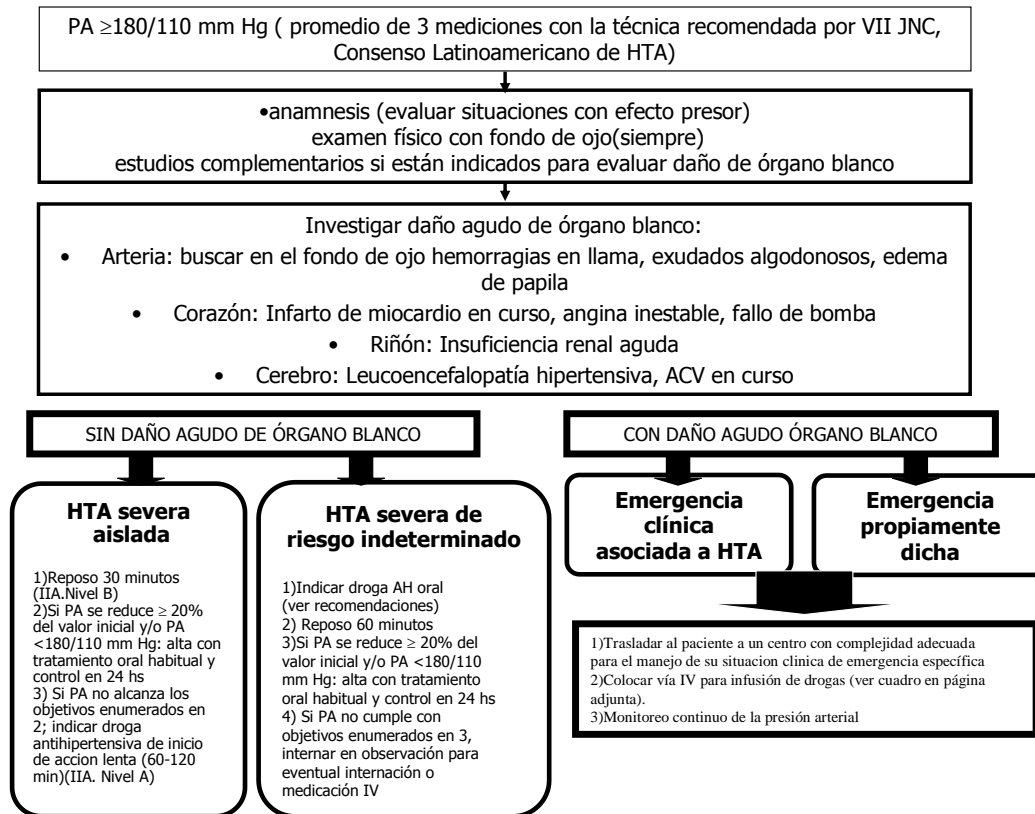 PA ≥180/110 mm Hg ( promedio de 3 mediciones con la técnica recomendada por VII JNC,
Consenso Latinoamericano de HTA)
•anamnesis (evaluar situaciones con efecto presor)
examen físico con fondo de ojo(siempre)
estudios complementarios si están indicados para evaluar daño de órgano blanco
Investigar daño agudo de órgano blanco:
• Arteria: buscar en el fondo de ojo hemorragias en llama, exudados algodonosos, edema
de papila
• Corazón: Infarto de miocardio en curso, angina inestable, fallo de bomba
• Riñón: Insuficiencia renal aguda
• Cerebro: Leucoencefalopatía hipertensiva, ACV en curso
SIN DAÑO AGUDO DE ÓRGANO BLANCO
HTA severa
aislada
1)Reposo 30 minutos
(IIA.Nivel B)
2)Si PA se reduce ≥ 20%
del valor inicial y/o PA
<180/110 mm Hg: alta con
tratamiento oral habitual y
control en 24 hs
3) Si PA no alcanza los
objetivos enumerados en
2; indicar droga
antihipertensiva de inicio
de accion lenta (60-120
min)(IIA. Nivel A)
HTA severa de
riesgo indeterminado
1)Indicar droga AH oral
(ver recomendaciones)
2) Reposo 60 minutos
3)Si PA se reduce ≥ 20% del
valor inicial y/o PA <180/110
mm Hg: alta con tratamiento
oral habitual y control en 24 hs
4) Si PA no cumple con
objetivos enumerados en 3,
internar en observación para
eventual internación o
medicación IV
CON DAÑO AGUDO ÓRGANO BLANCO
Emergencia
clínica
asociada a HTA
Emergencia
propiamente
dicha
1)Trasladar al paciente a un centro con complejidad adecuada
para el manejo de su situacion clinica de emergencia específica
2)Colocar vía IV para infusión de drogas (ver cuadro en página
adjunta).
3)Monitoreo continuo de la presión arterial